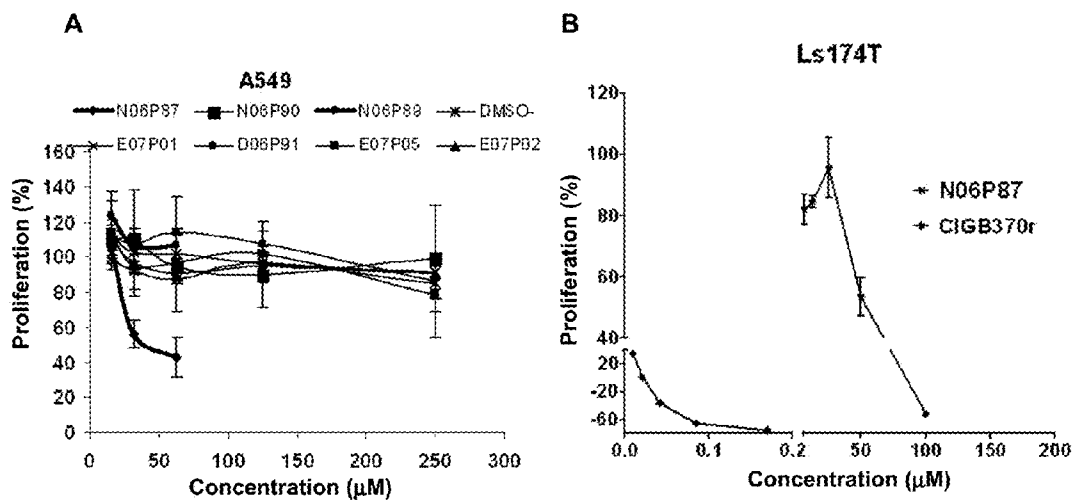 A
A549
N06P87 N06P90 N06P89 DMSO-
E07P01 D06P91 E07P05 E07P02
160
140
120
100
80
60
40
20
0
Proliferation (%)
0 50 100 150 200 250 300
Concentration (µM)
B
Ls174T
120
100
80
60
40
20
-20
-60
Proliferation (%)
N06P87
CIGB370r
0.0 0.1 0.2 50 100 150 200
Concentration (µM)